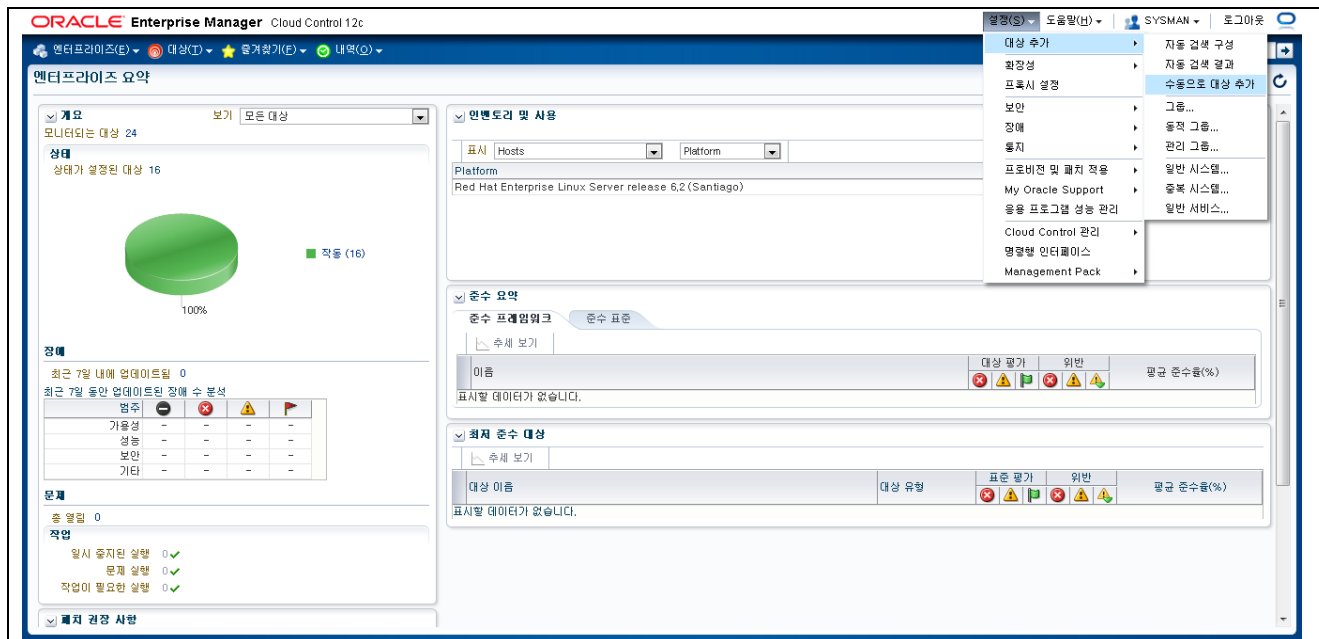 ORACLE Enterprise Manager Cloud Control 12c
설정(S) 도움말(H) SYSMAN 로그아웃
엔터프라이즈(E) 대상(T) 즐겨찾기(F) 내역(O)
엔터프라이즈 요약
개요 보기 모든 대상
모니터되는 대상 24
상태
상태가 설정된 대상 16
작동 (16)
100%
장애
최근 7일 내에 업데이트됨 0
최근 7일 동안 업데이트된 장애 수 분석
범주
가용성 - - - -
성능 - - - -
보안 - - - -
기타 - - - -
문제
총 열림 0
작업
일시 중지된 실행 0
문제 실행 0
작업이 필요한 실행 0
패치 권장 사항
인벤토리 및 사용
표시 Hosts Platform
Platform
Red Hat Enterprise Linux Server release 6.2 (Santiago)
준수 요약
준수 프레임워크 준수 표준
추세 보기
이름 대상 평가 위반 평균 준수율(%)
표시할 데이터가 없습니다.
최저 준수 대상
추세 보기
대상 이름 대상 유형 표준 평가 위반 평균 준수율(%)
표시할 데이터가 없습니다.
대상 추가
확장성
프록시 설정
보안
장애
통지
프로비전 및 패치 적용
My Oracle Support
응용 프로그램 성능 관리
Cloud Control 관리
명령행 인터페이스
Management Pack
자동 검색 구성
자동 검색 결과
수동으로 대상 추가
그룹...
동적 그룹...
관리 그룹...
일반 시스템...
중복 시스템...
일반 서비스...